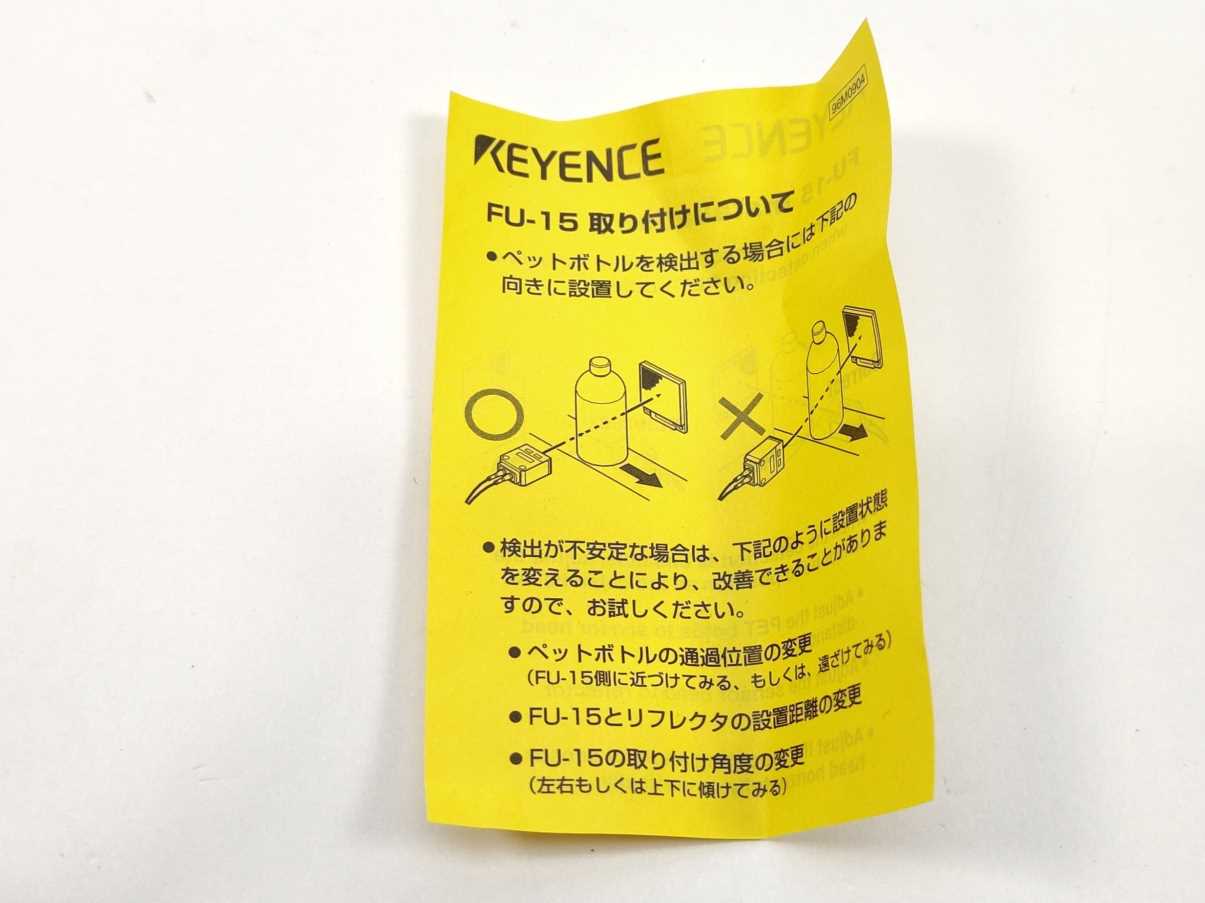 96M0904
KEYENCE
FU-15 取り付けについて
●ペットボトルを検出する場合には下記の
向きに設置してください。
●検出が不安定な場合は、下記のように設置状態
を変えることにより、改善できることがありま
すので、お試しください。
●ペットボトルの通過位置の変更
(FU-15側に近づけてみる、もしくは、遠ざけてみる)
●FU-15とリフレクタの設置距離の変更
●FU-15の取り付け角度の変更
(左右もしくは上下に傾けてみる)